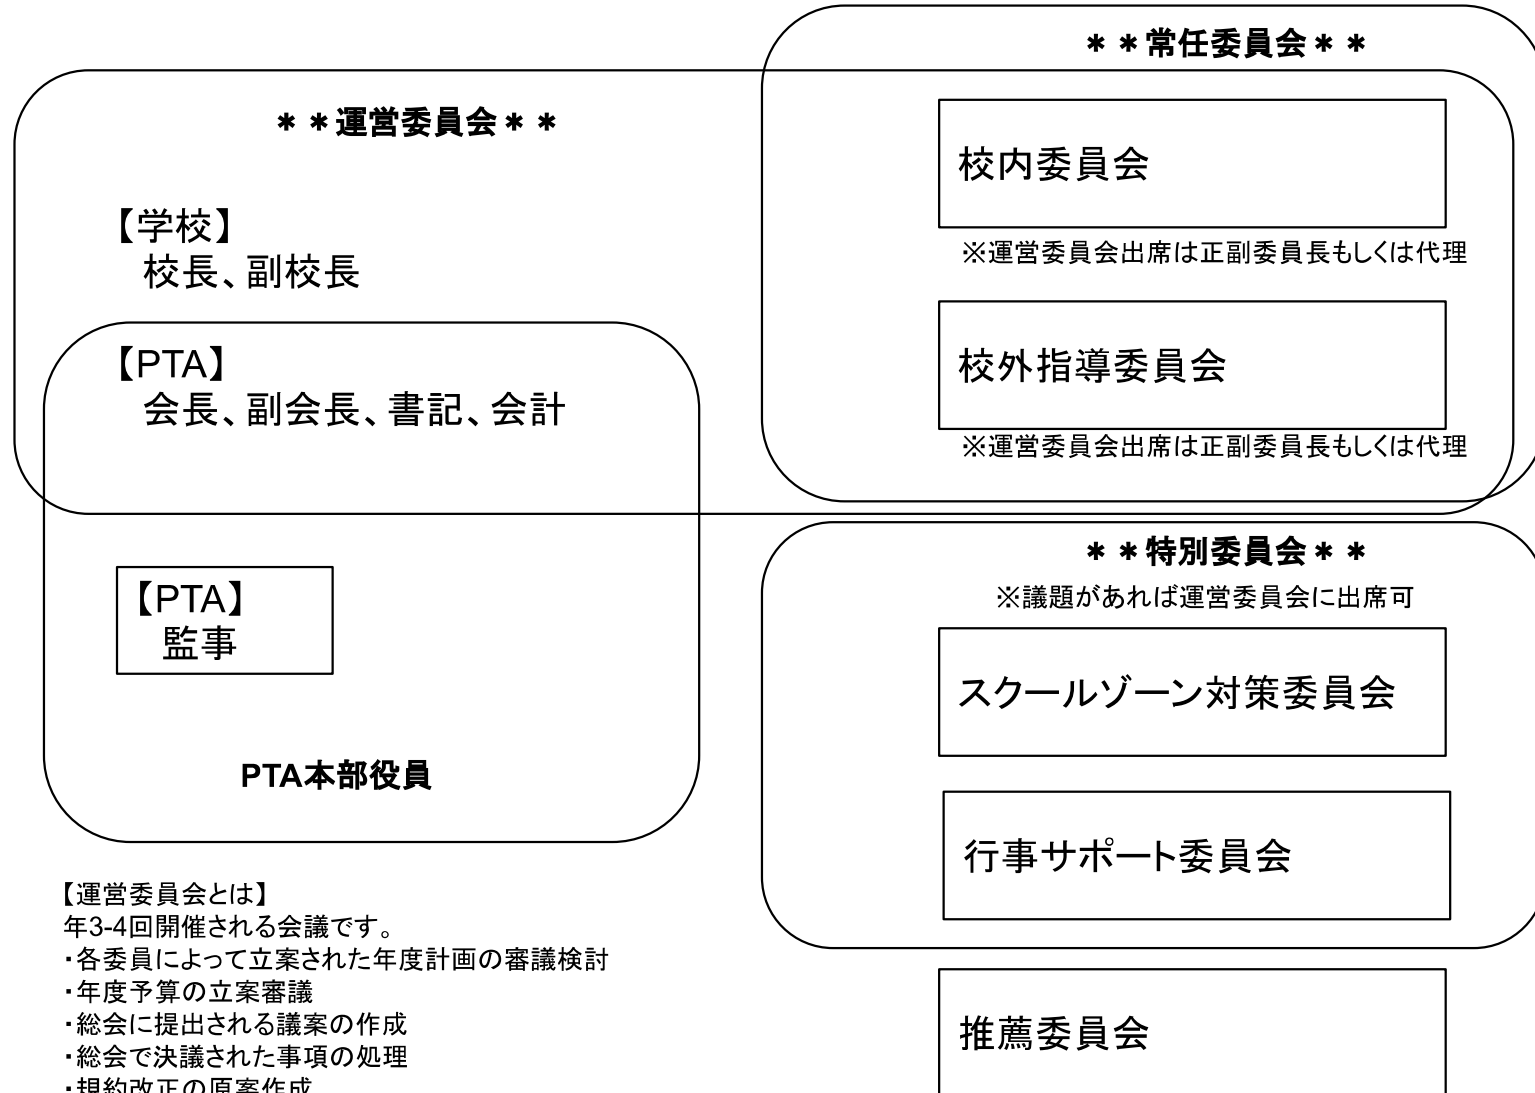 ＊＊常任委員会＊＊
＊＊運営委員会＊＊
校内委員会
※運営委員会出席は正副委員長もしくは代理
【学校】
校長、副校長
校外指導委員会
※運営委員会出席は正副委員長もしくは代理
【PTA】
会長、副会長、書記、会計
＊＊特別委員会＊＊
※議題があれば運営委員会に出席可
【PTA】
監事
スクールゾーン対策委員会
PTA本部役員
行事サポート委員会
【運営委員会とは】
年3-4回開催される会議です。
・各委員によって立案された年度計画の審議検討
・年度予算の立案審議
・総会に提出される議案の作成
・総会で決議された事項の処理
・規約改正の原案作成
推薦委員会